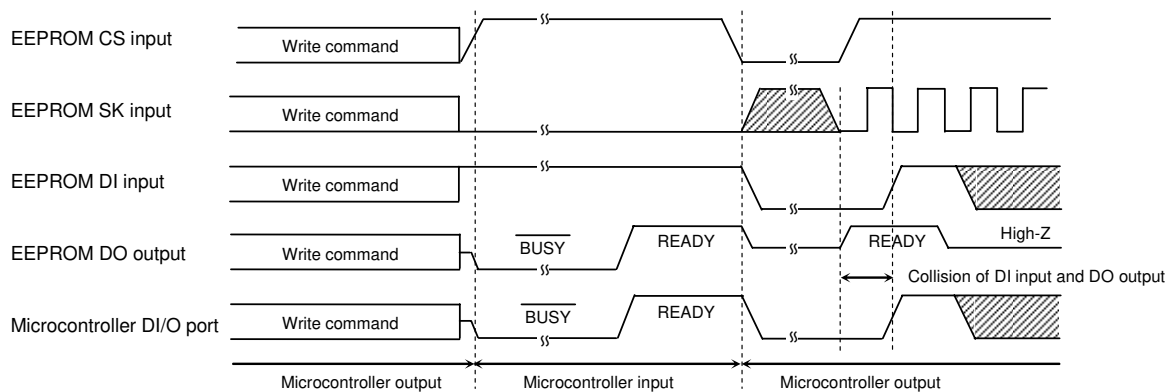 EEPROM CS input
Write command
EEPROM SK input
Write command
EEPROM DI input
Write command
EEPROM DO output
Write command
BUSY
READY
READY
High-Z
Collision of DI input and DO output
Microcontroller DI/O port
Write command
BUSY
READY
Microcontroller output
Microcontroller input
Microcontroller output